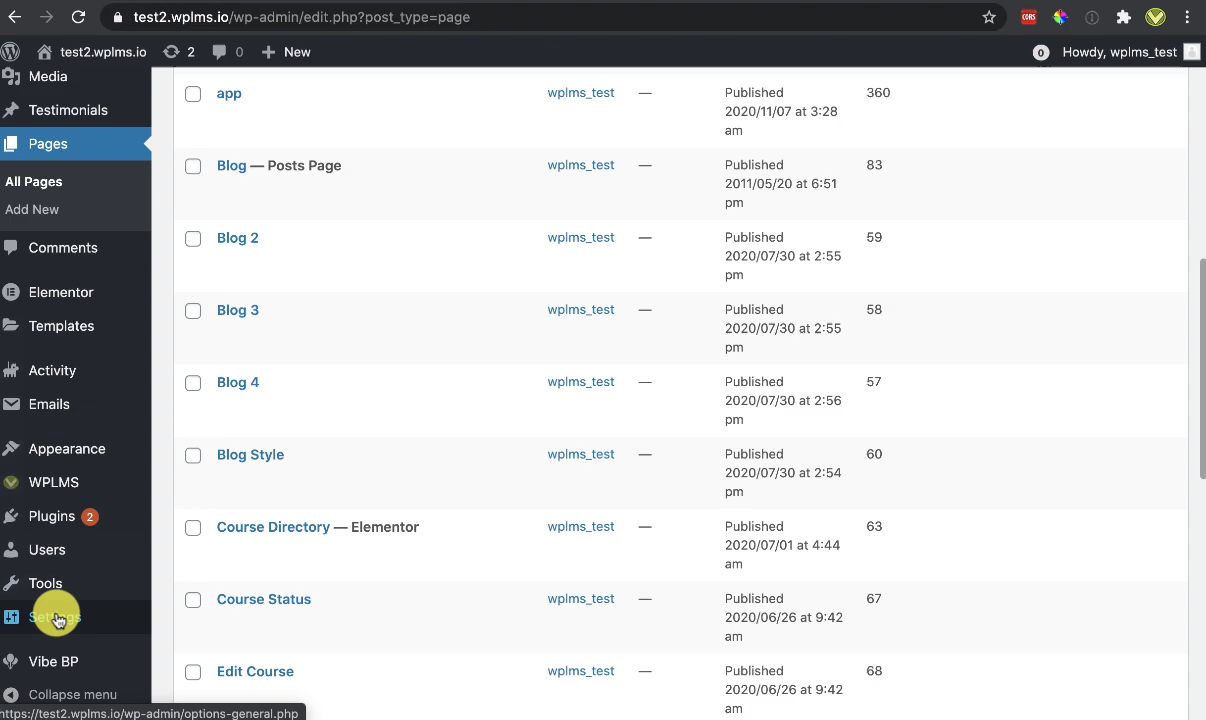 test2.wplms.io/wp-admin/edit.php?post_type=page
CORS
test2.wplms.io 2 0 New 0 Howdy, wplms_test
Media
Testimonials
Pages
All Pages
Add New
Comments
Elementor
Templates
Activity
Emails
Appearance
WPLMS
Plugins 2
Users
Tools
Settings
Vibe BP
Collapse menu
app wplms_test — Published 360
2020/11/07 at 3:28
am
Blog — Posts Page wplms_test — Published 83
2011/05/20 at 6:51
pm
Blog 2 wplms_test — Published 59
2020/07/30 at 2:55
pm
Blog 3 wplms_test — Published 58
2020/07/30 at 2:55
pm
Blog 4 wplms_test — Published 57
2020/07/30 at 2:56
pm
Blog Style wplms_test — Published 60
2020/07/30 at 2:54
pm
Course Directory — Elementor wplms_test — Published 63
2020/07/01 at 4:44
am
Course Status wplms_test — Published 67
2020/06/26 at 9:42
am
Edit Course wplms_test — Published 68
2020/06/26 at 9:42
am
https://test2.wplms.io/wp-admin/options-general.php